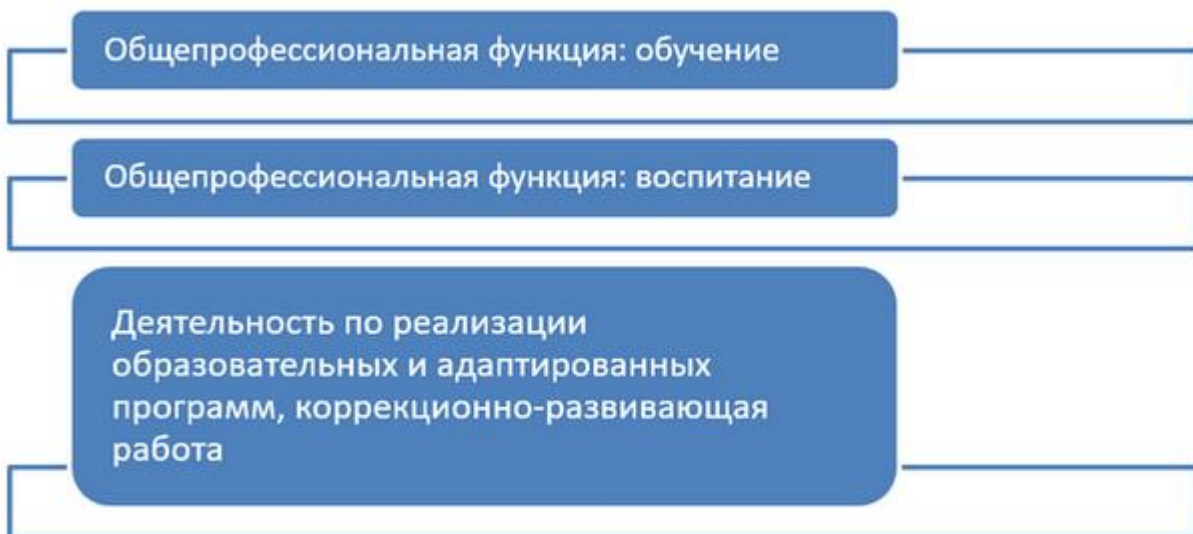 Общепрофессиональная функция: обучение
Общепрофессиональная функция: воспитание
Деятельность по реализации
образовательных и адаптированных
программ, коррекционно-развивающая
работа